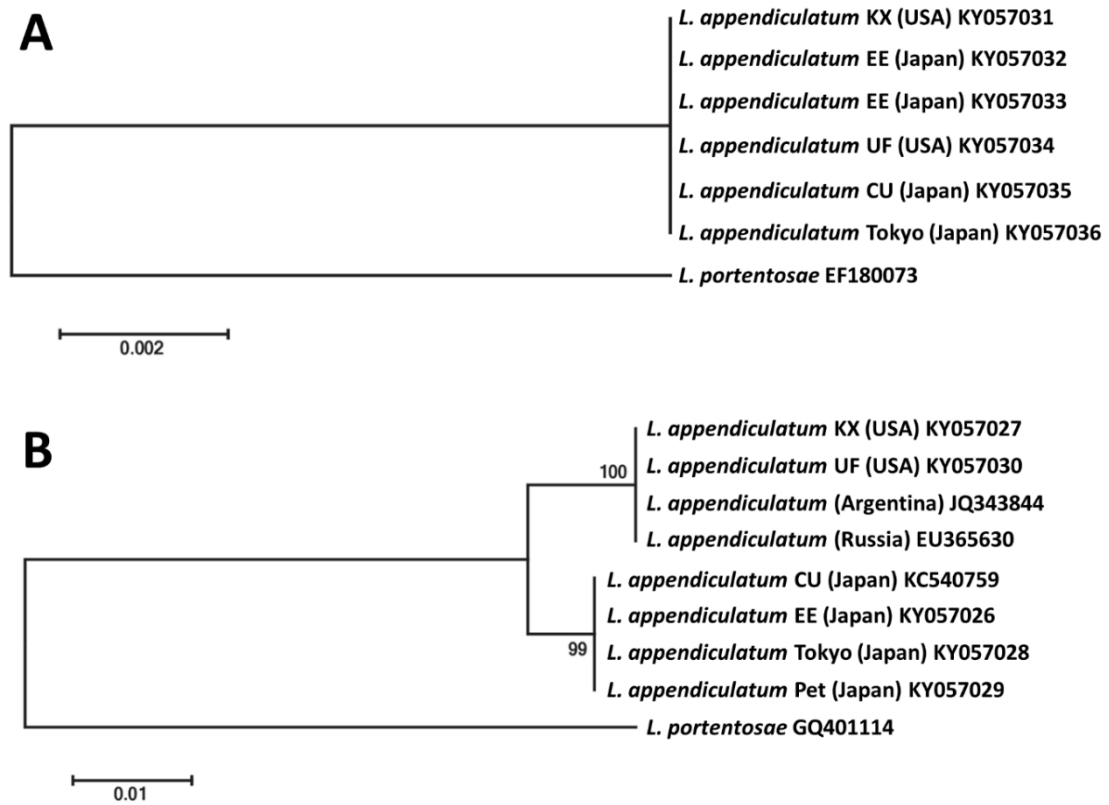 A
L. appendiculatum KX (USA) KY057031
L. appendiculatum EE (Japan) KY057032
L. appendiculatum EE (Japan) KY057033
L. appendiculatum UF (USA) KY057034
L. appendiculatum CU (Japan) KY057035
L. appendiculatum Tokyo (Japan) KY057036
L. portentosae EF180073
0.002
B
L. appendiculatum KX (USA) KY057027
100
L. appendiculatum UF (USA) KY057030
L. appendiculatum (Argentina) JQ343844
L. appendiculatum (Russia) EU365630
L. appendiculatum CU (Japan) KC540759
L. appendiculatum EE (Japan) KY057026
99
L. appendiculatum Tokyo (Japan) KY057028
L. appendiculatum Pet (Japan) KY057029
L. portentosae GQ401114
0.01